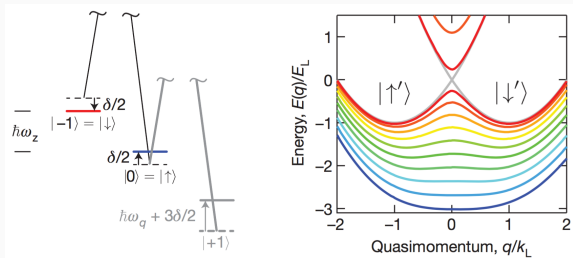 δ/2
|−1⟩ = |↓⟩
ħω_z
δ/2
|0⟩ = |↑⟩
ħω_q + 3δ/2
|+1⟩
Energy, E(q)/E_L
1
0
−1
−2
−3
|↑′⟩
|↓′⟩
−2
−1
0
1
2
Quasimomentum, q/k_L